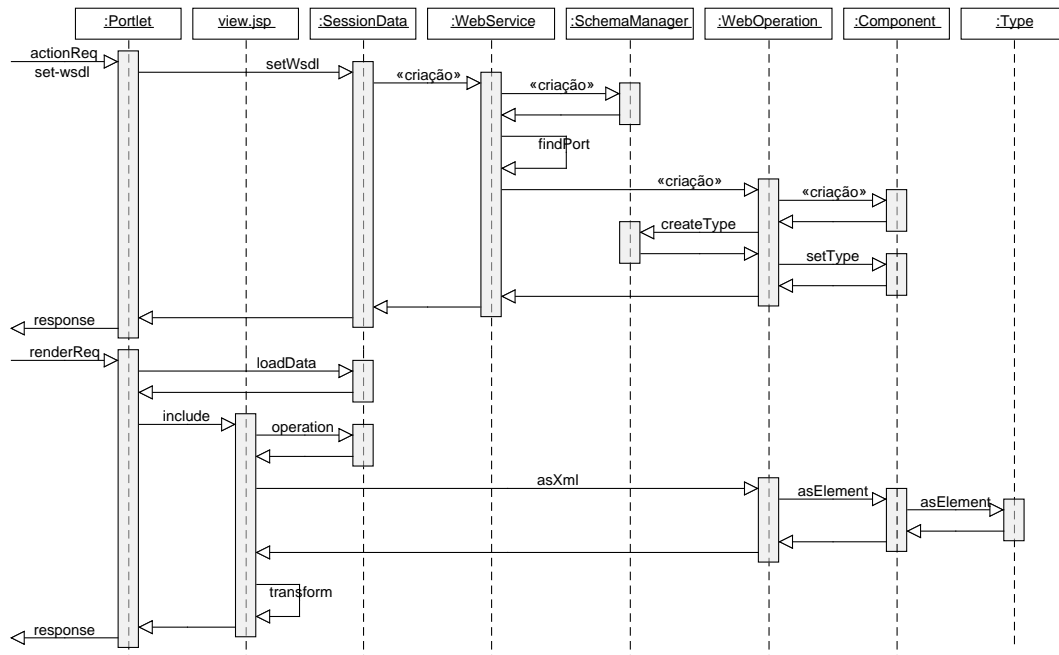 :Portlet
view.jsp
:SessionData
:WebService
:SchemaManager
:WebOperation
:Component
:Type
actionReq
set-wsdl
setWsdl
«criação»
«criação»
findPort
«criação»
«criação»
createType
setType
response
renderReq
loadData
include
operation
asXml
asElement
asElement
transform
response